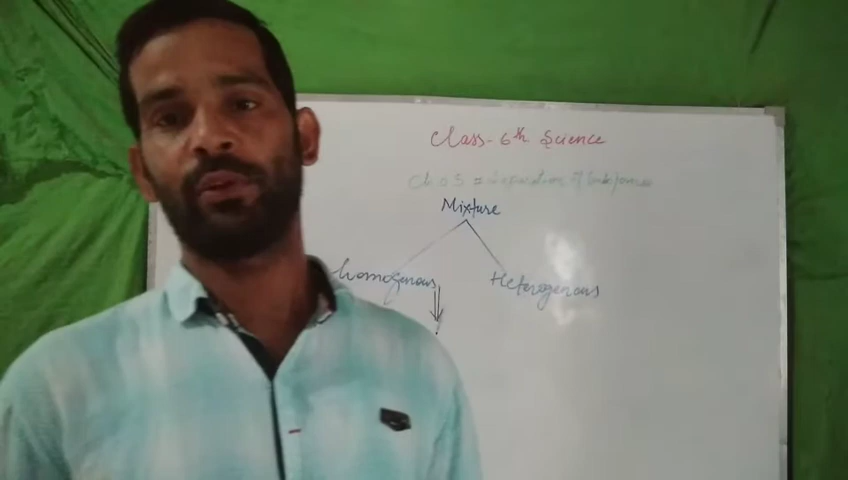 Class - 6th Science
Ch 03 = Separation of Substances
Mixture
homogenous
Heterogenous